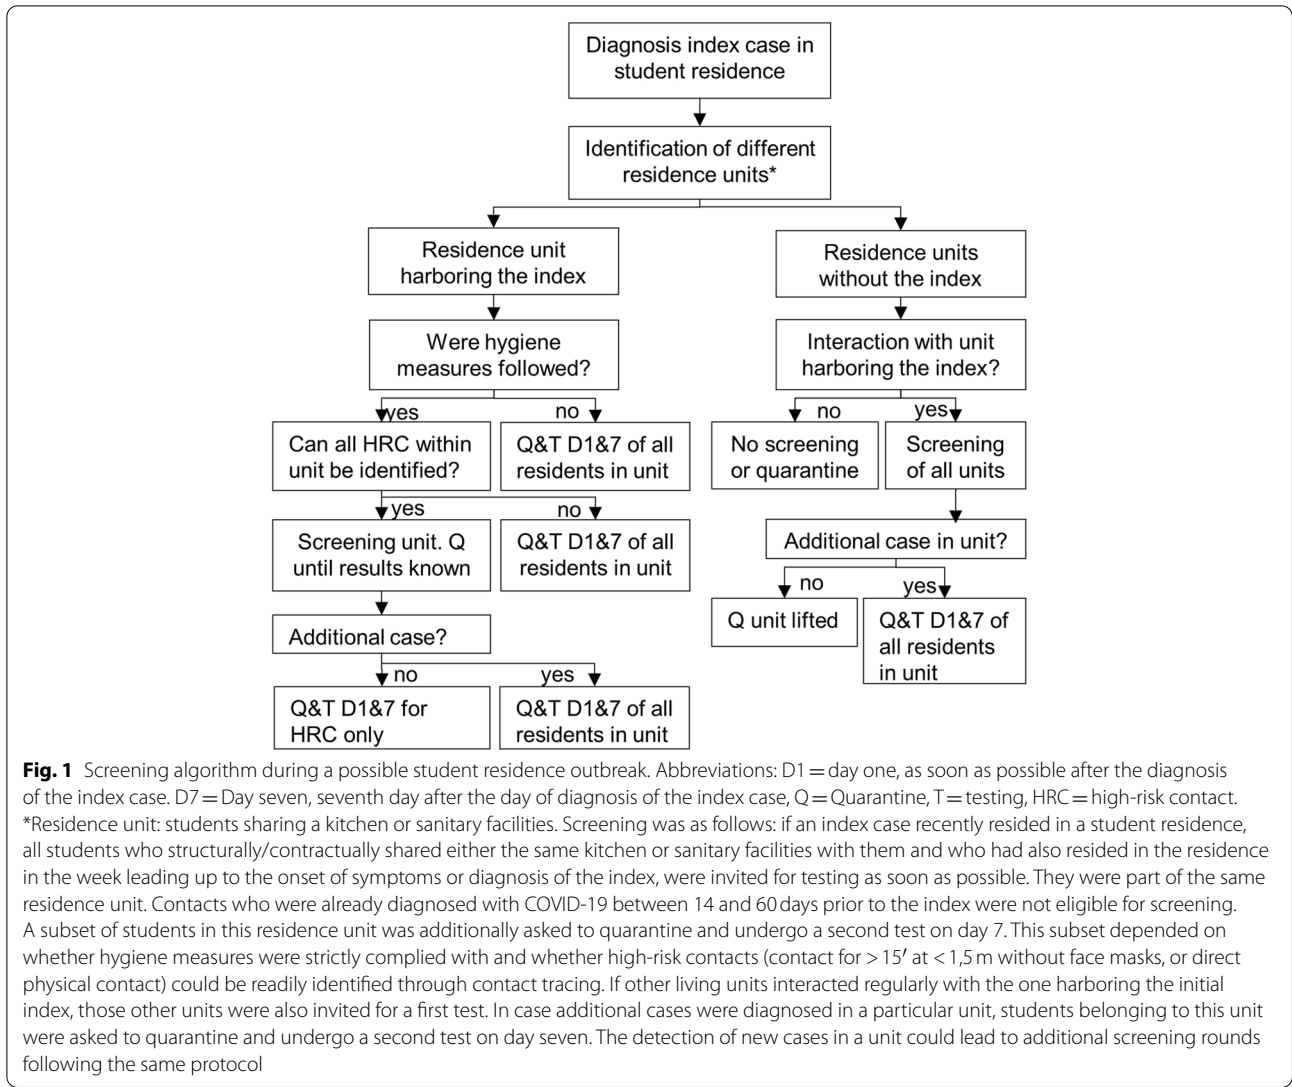 Diagnosis index case in
student residence
Identification of different
residence units*
Residence unit
harboring the index
Residence units
without the index
Were hygiene
measures followed?
Interaction with unit
harboring the index?
yes
no
no
yes
Can all HRC within
unit be identified?
Q&T D1&7 of all
residents in unit
No screening
or quarantine
Screening
of all units
yes
no
Screening unit. Q
until results known
Q&T D1&7 of all
residents in unit
Additional case in unit?
no
yes
Q unit lifted
Q&T D1&7 of
all residents
in unit
Additional case?
no
yes
Q&T D1&7 for
HRC only
Q&T D1&7 of all
residents in unit
Fig. 1 Screening algorithm during a possible student residence outbreak. Abbreviations: D1 = day one, as soon as possible after the diagnosis
of the index case. D7 = Day seven, seventh day after the day of diagnosis of the index case, Q = Quarantine, T = testing, HRC = high-risk contact.
*Residence unit: students sharing a kitchen or sanitary facilities. Screening was as follows: if an index case recently resided in a student residence,
all students who structurally/contractually shared either the same kitchen or sanitary facilities with them and who had also resided in the residence
in the week leading up to the onset of symptoms or diagnosis of the index, were invited for testing as soon as possible. They were part of the same
residence unit. Contacts who were already diagnosed with COVID-19 between 14 and 60 days prior to the index were not eligible for screening.
A subset of students in this residence unit was additionally asked to quarantine and undergo a second test on day 7. This subset depended on
whether hygiene measures were strictly complied with and whether high-risk contacts (contact for > 15′ at < 1,5 m without face masks, or direct
physical contact) could be readily identified through contact tracing. If other living units interacted regularly with the one harboring the initial
index, those other units were also invited for a first test. In case additional cases were diagnosed in a particular unit, students belonging to this unit
were asked to quarantine and undergo a second test on day seven. The detection of new cases in a unit could lead to additional screening rounds
following the same protocol